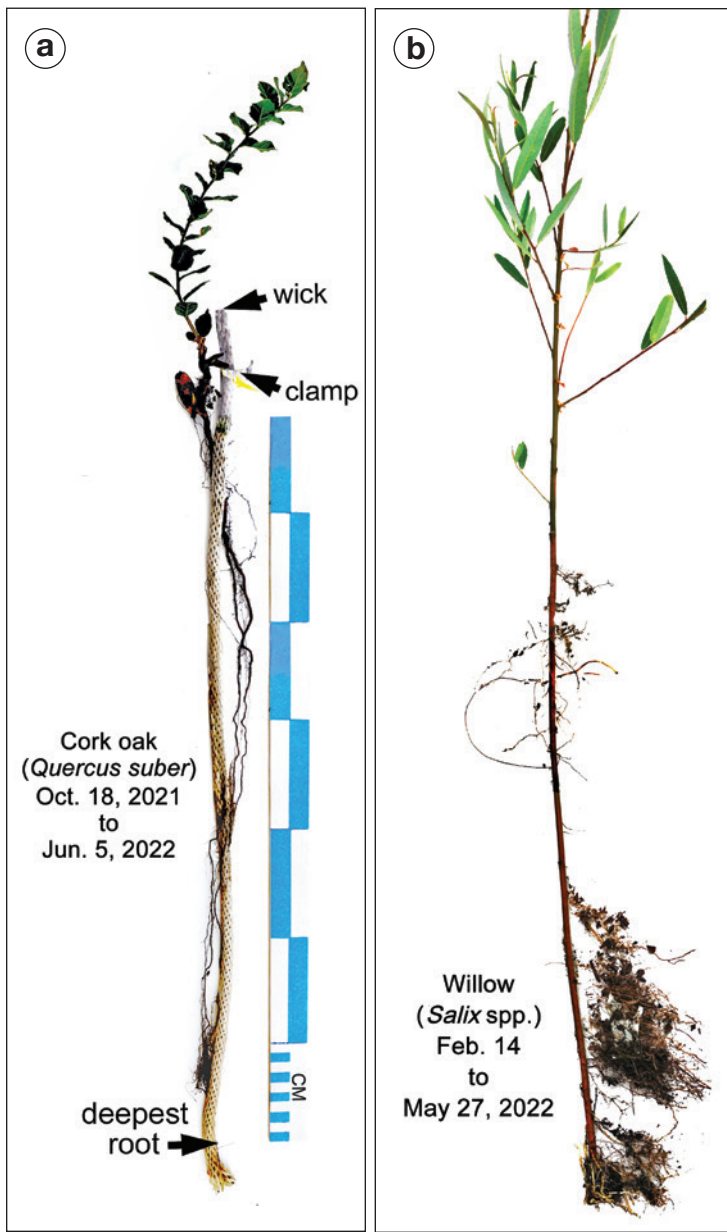 a
wick
clamp
Cork oak
(Quercus suber)
Oct. 18, 2021
to
Jun. 5, 2022
CM
deepest
root
b
Willow
(Salix spp.)
Feb. 14
to
May 27, 2022